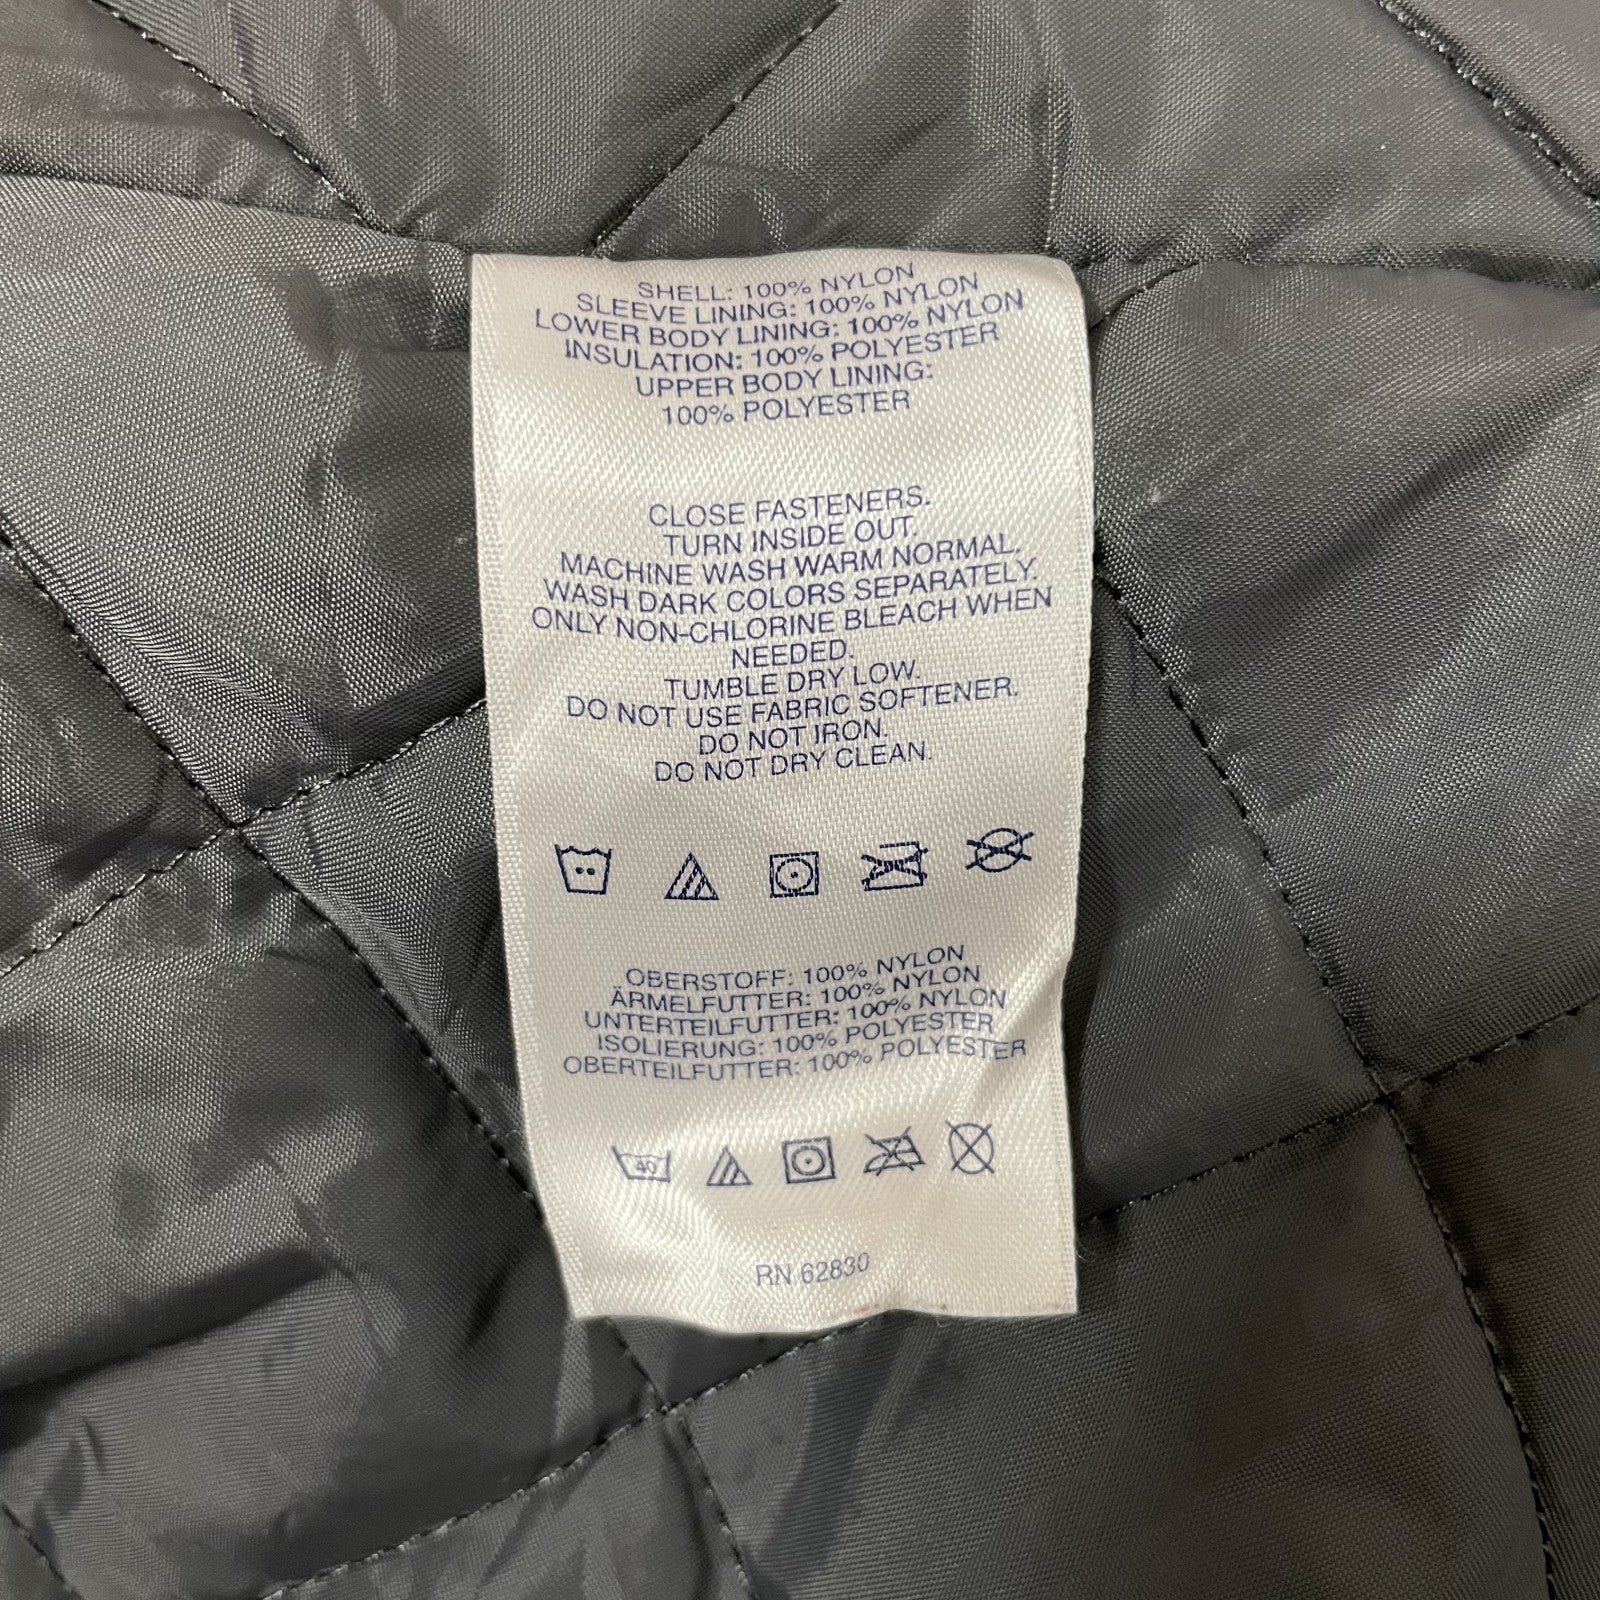 SHELL: 100% NYLON
SLEEVE LINING: 100% NYLON
LOWER BODY LINING: 100% NYLON
INSULATION: 100% POLYESTER
UPPER BODY LINING:
100% POLYESTER
CLOSE FASTENERS.
TURN INSIDE OUT.
MACHINE WASH WARM NORMAL.
WASH DARK COLORS SEPARATELY.
ONLY NON-CHLORINE BLEACH WHEN
NEEDED.
TUMBLE DRY LOW.
DO NOT USE FABRIC SOFTENER.
DO NOT IRON.
DO NOT DRY CLEAN.
OBERSTOFF: 100% NYLON
ÄRMELFUTTER: 100% NYLON
UNTERTEILFUTTER: 100% NYLON
ISOLIERUNG: 100% POLYESTER
OBERTEILFUTTER: 100% POLYESTER
40
RN 62830